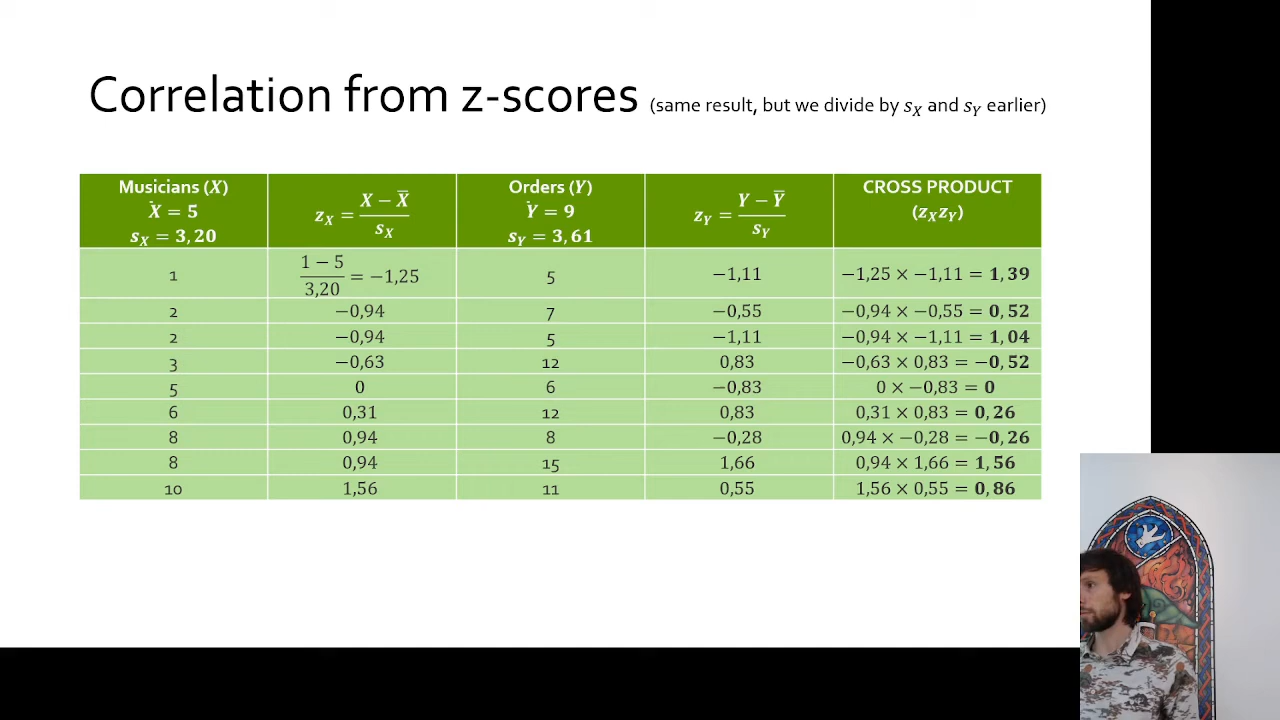 Correlation from z-scores (same result, but we divide by s_X and s_Y earlier)
Musicians (X) X̄ = 5 s_X = 3,20 | z_X = (X − X̄)/s_X | Orders (Y) Ȳ = 9 s_Y = 3,61 | z_Y = (Y − Ȳ)/s_Y | CROSS PRODUCT (z_X z_Y)
1 | (1 − 5)/3,20 = −1,25 | 5 | −1,11 | −1,25 × −1,11 = 1,39
2 | −0,94 | 7 | −0,55 | −0,94 × −0,55 = 0,52
2 | −0,94 | 5 | −1,11 | −0,94 × −1,11 = 1,04
3 | −0,63 | 12 | 0,83 | −0,63 × 0,83 = −0,52
5 | 0 | 6 | −0,83 | 0 × −0,83 = 0
6 | 0,31 | 12 | 0,83 | 0,31 × 0,83 = 0,26
8 | 0,94 | 8 | −0,28 | 0,94 × −0,28 = −0,26
8 | 0,94 | 15 | 1,66 | 0,94 × 1,66 = 1,56
10 | 1,56 | 11 | 0,55 | 1,56 × 0,55 = 0,86